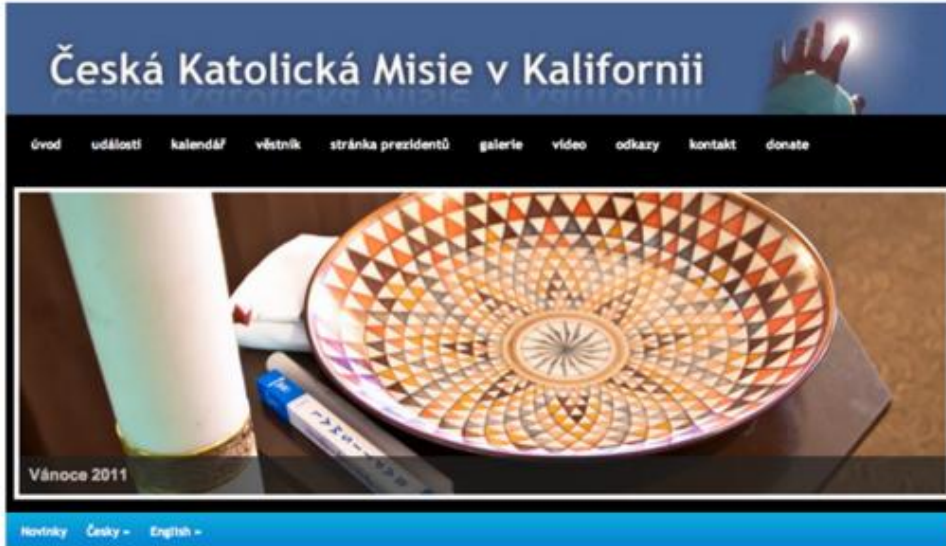 Česká Katolická Misie v Kalifornii
úvod události kalendář věstník stránka prezidentů galerie video odkazy kontakt donate
Vánoce 2011
Novinky Česky » English »